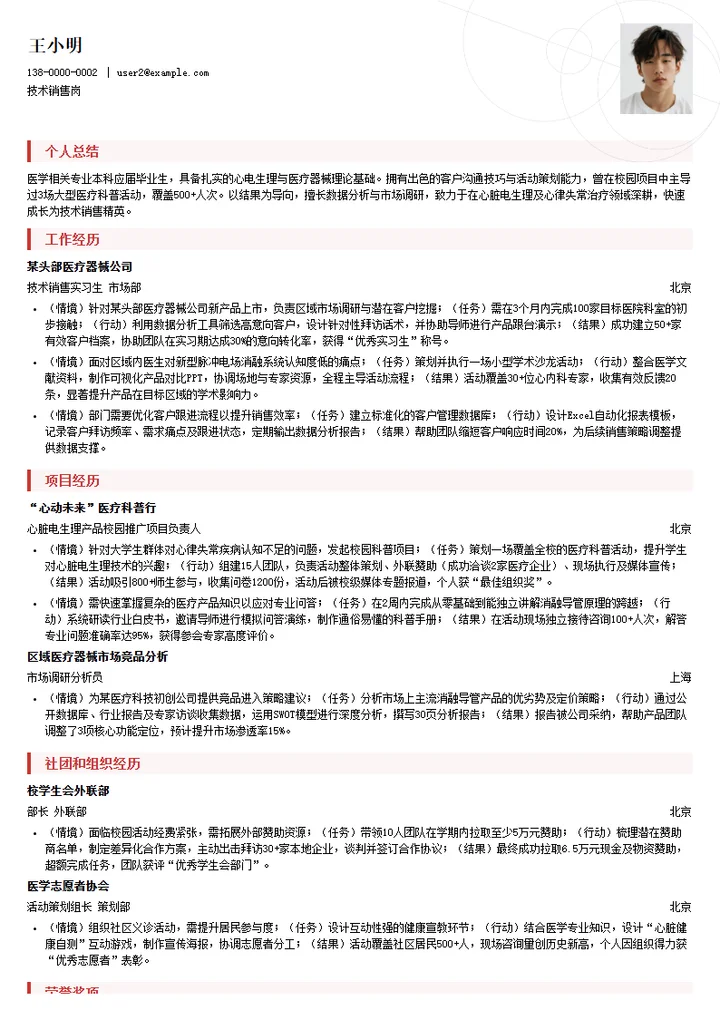 王小明
138-0000-0002 | user2@example.com
技术销售岗
个人总结
医学相关专业本科应届毕业生，具备扎实的心电生理与医疗器械理论基础。拥有出色的客户沟通技巧与活动策划能力，曾在校园项目中主导
过3场大型医疗科普活动，覆盖500+人次。以结果为导向，擅长数据分析与市场调研，致力于在心脏电生理及心律失常治疗领域深耕，快速
成长为技术销售精英。
工作经历
某头部医疗器械公司
技术销售实习生 市场部 北京
• （情境）针对某头部医疗器械公司新产品上市，负责区域市场调研与潜在客户挖掘；（任务）需在3个月内完成100家目标医院科室的初
步接触；（行动）利用数据分析工具筛选高意向客户，设计针对性拜访话术，并协助导师进行产品跟台演示；（结果）成功建立50+家
有效客户档案，协助团队在实习期达成30%的意向转化率，获得“优秀实习生”称号。
• （情境）面对区域内医生对新型脉冲电场消融系统认知度低的痛点；（任务）策划并执行一场小型学术沙龙活动；（行动）整合医学文
献资料，制作可视化产品对比PPT，协调场地与专家资源，全程主导活动流程；（结果）活动覆盖30+位心内科专家，收集有效反馈20
条，显著提升产品在目标区域的学术影响力。
• （情境）部门需要优化客户跟进流程以提升销售效率；（任务）建立标准化的客户管理数据库；（行动）设计Excel自动化报表模板，
记录客户拜访频率、需求痛点及跟进状态，定期输出数据分析报告；（结果）帮助团队缩短客户响应时间20%，为后续销售策略调整提
供数据支撑。
项目经历
“心动未来”医疗科普行
心脏电生理产品校园推广项目负责人 北京
• （情境）针对大学生群体对心律失常疾病认知不足的问题，发起校园科普项目；（任务）策划一场覆盖全校的医疗科普活动，提升学生
对心脏电生理技术的兴趣；（行动）组建15人团队，负责活动整体策划、外联赞助（成功洽谈2家医疗企业）、现场执行及媒体宣传；
（结果）活动吸引800+师生参与，收集问卷1200份，活动后被校级媒体专题报道，个人获“最佳组织奖”。
• （情境）需快速掌握复杂的医疗产品知识以应对专业问答；（任务）在2周内完成从零基础到能独立讲解消融导管原理的跨越；（行
动）系统研读行业白皮书，邀请导师进行模拟问答演练，制作通俗易懂的科普手册；（结果）在活动现场独立接待咨询100+人次，解答
专业问题准确率达95%，获得参会专家高度评价。
区域医疗器械市场竞品分析
市场调研分析员 上海
• （情境）为某医疗科技初创公司提供竞品进入策略建议；（任务）分析市场上主流消融导管产品的优劣势及定价策略；（行动）通过公
开数据库、行业报告及专家访谈收集数据，运用SWOT模型进行深度分析，撰写30页分析报告；（结果）报告被公司采纳，帮助产品团队
调整了3项核心功能定位，预计提升市场渗透率15%。
社团和组织经历
校学生会外联部
部长 外联部 北京
• （情境）面临校园活动经费紧张，需拓展外部赞助资源；（任务）带领10人团队在学期内拉取至少5万元赞助；（行动）梳理潜在赞助
商名单，制定差异化合作方案，主动出击拜访30+家本地企业，谈判并签订合作协议；（结果）最终成功拉取6.5万元现金及物资赞助，
超额完成任务，团队获评“优秀学生会部门”。
医学志愿者协会
活动策划组长 策划部 北京
• （情境）组织社区义诊活动，需提升居民参与度；（任务）设计互动性强的健康宣教环节；（行动）结合医学专业知识，设计“心脏健
康自测”互动游戏，制作宣传海报，协调志愿者分工；（结果）活动覆盖社区居民500+人，现场咨询量创历史新高，个人因组织得力获
“优秀志愿者”表彰。
荣誉奖项